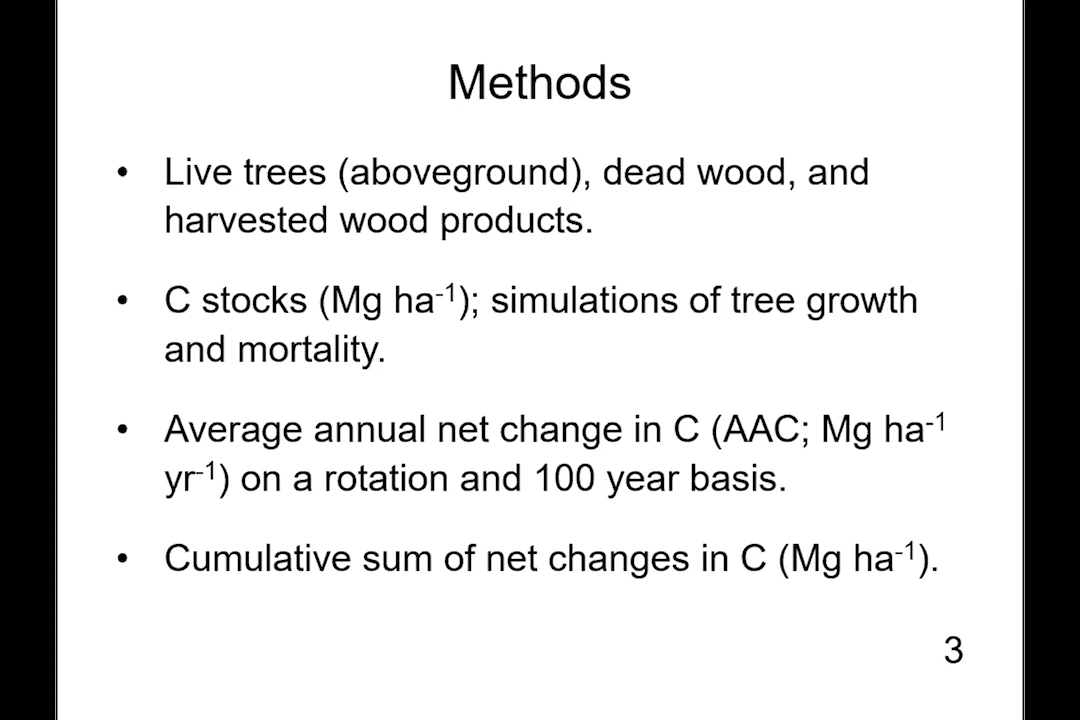 Methods
• Live trees (aboveground), dead wood, and
harvested wood products.
• C stocks (Mg ha⁻¹); simulations of tree growth
and mortality.
• Average annual net change in C (AAC; Mg ha⁻¹
yr⁻¹) on a rotation and 100 year basis.
• Cumulative sum of net changes in C (Mg ha⁻¹).
3